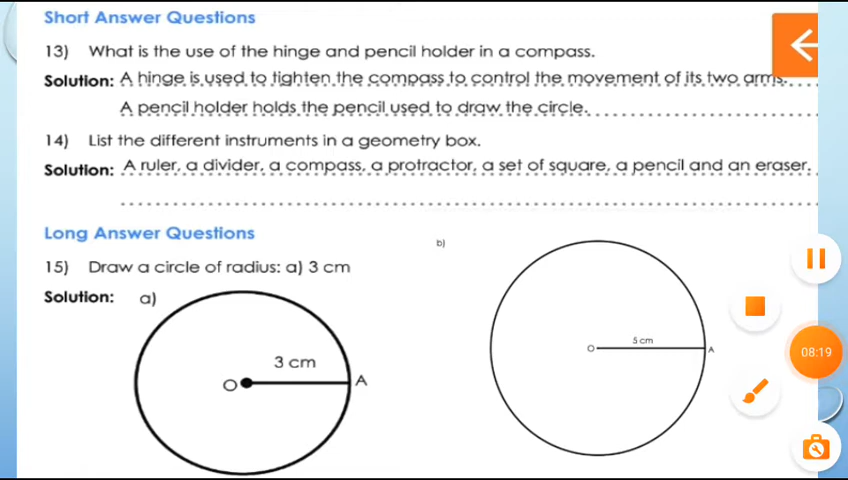 Short Answer Questions
13) What is the use of the hinge and pencil holder in a compass.
Solution: A hinge is used to tighten the compass to control the movement of its two arms.
A pencil holder holds the pencil used to draw the circle.
14) List the different instruments in a geometry box.
Solution: A ruler, a divider, a compass, a protractor, a set of square, a pencil and an eraser.
Long Answer Questions
15) Draw a circle of radius: a) 3 cm
Solution: a)
3 cm
O A
b)
5 cm
O A
08:19